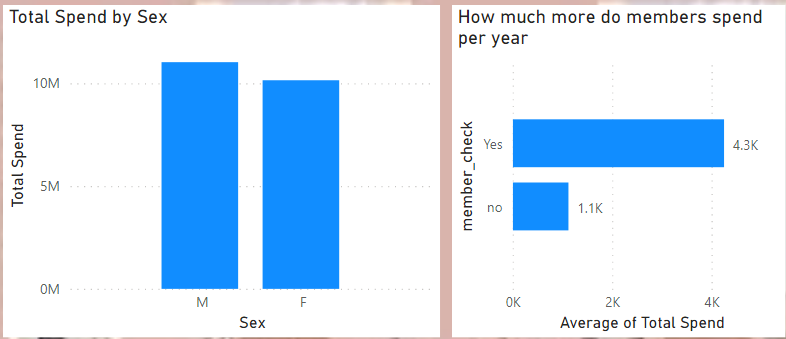 Total Spend by Sex
10M
5M
0M
Total Spend
M
F
Sex
How much more do members spend
per year
member_check
Yes
4.3K
no
1.1K
0K
2K
4K
Average of Total Spend